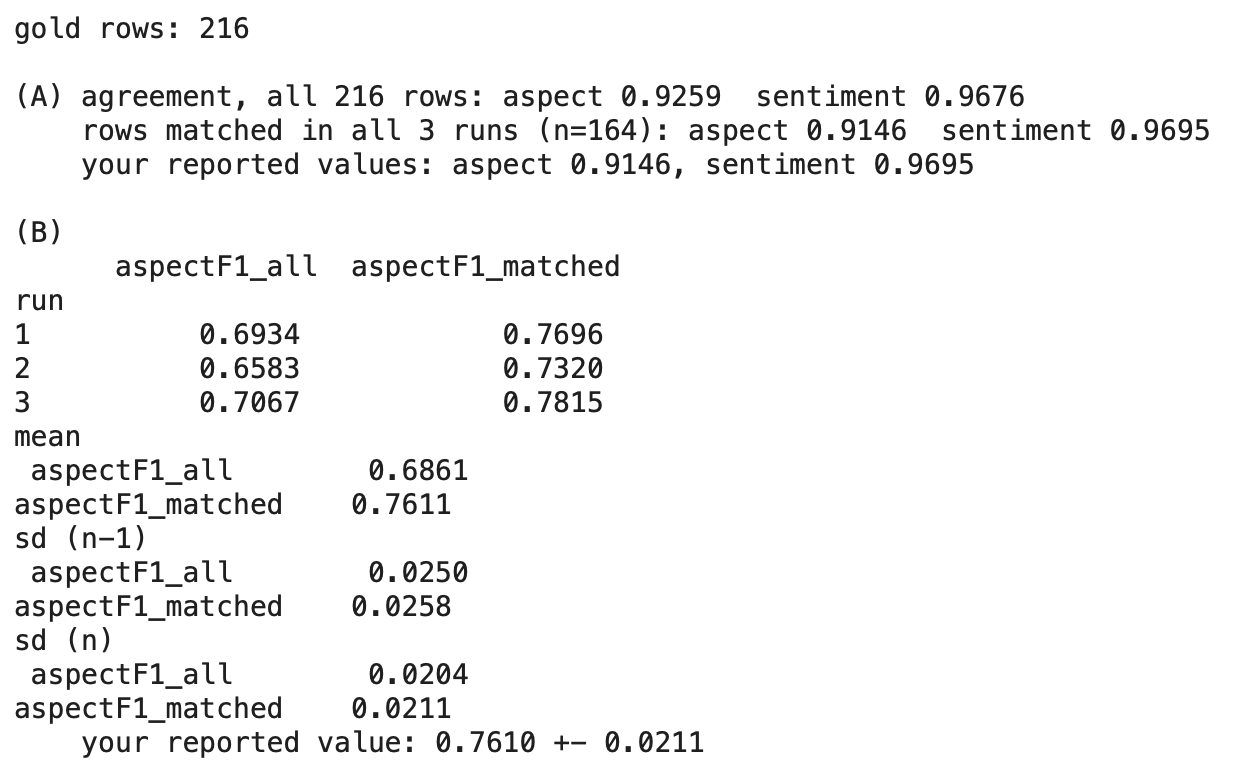 gold rows: 216
(A) agreement, all 216 rows: aspect 0.9259  sentiment 0.9676
    rows matched in all 3 runs (n=164): aspect 0.9146  sentiment 0.9695
    your reported values: aspect 0.9146, sentiment 0.9695
(B)
      aspectF1_all  aspectF1_matched
run
1          0.6934            0.7696
2          0.6583            0.7320
3          0.7067            0.7815
mean
 aspectF1_all        0.6861
aspectF1_matched    0.7611
sd (n-1)
 aspectF1_all        0.0250
aspectF1_matched    0.0258
sd (n)
 aspectF1_all        0.0204
aspectF1_matched    0.0211
    your reported value: 0.7610 +- 0.0211